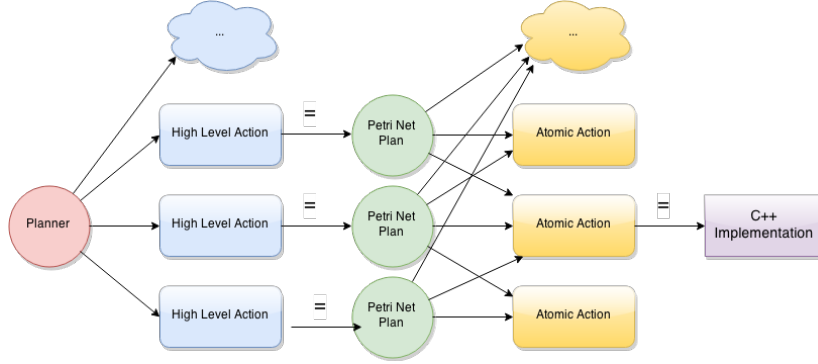 ...
...
=
High Level Action
Petri Net
Plan
Atomic Action
=
=
Planner
High Level Action
Petri Net
Plan
Atomic Action
C++
Implementation
=
High Level Action
Petri Net
Plan
Atomic Action